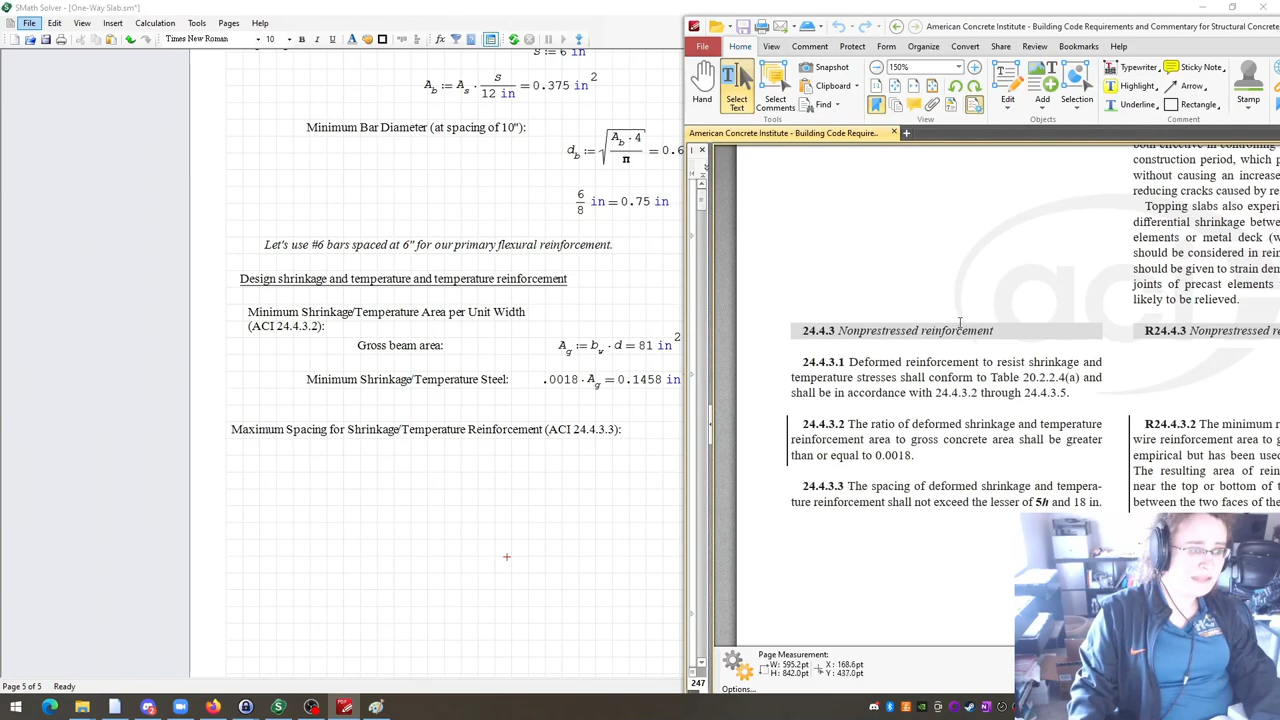 SMath Solver - [One-Way Slab.sm*]
File Edit View Insert Calculation Tools Pages Help
Times New Roman 10
s ≔ 6 in
A_b ≔ A_s · s / 12 in = 0.375 in²
Minimum Bar Diameter (at spacing of 10"):
d_b ≔ √(A_b · 4 / π) = 0.6
6/8 in = 0.75 in
Let's use #6 bars spaced at 6" for our primary flexural reinforcement.
Design shrinkage and temperature and temperature reinforcement
Minimum Shrinkage/Temperature Area per Unit Width
(ACI 24.4.3.2):
Gross beam area: A_g ≔ b_w · d = 81 in²
Minimum Shrinkage/Temperature Steel: .0018 · A_g = 0.1458 in
Maximum Spacing for Shrinkage/Temperature Reinforcement (ACI 24.4.3.3):
Page 5 of 5 Ready
American Concrete Institute - Building Code Requirements and Commentary for Structural Concre
File Home View Comment Protect Form Organize Convert Share Review Bookmarks Help
Hand
Select
Text
Select
Comments
Snapshot
Clipboard
Find
Tools
150%
View
Edit
Add
Selection
Objects
Typewriter
Highlight
Underline
Sticky Note
Arrow
Rectangle
Comment
Stamp
American Concrete Institute - Building Code Require..
both effective in controlling
construction period, which p
without causing an increase
reducing cracks caused by re
Topping slabs also experi
differential shrinkage betwe
elements or metal deck (w
should be considered in rein
should be given to strain dem
joints of precast elements
likely to be relieved.
aci
24.4.3 Nonprestressed reinforcement
R24.4.3 Nonprestressed re
24.4.3.1 Deformed reinforcement to resist shrinkage and
temperature stresses shall conform to Table 20.2.2.4(a) and
shall be in accordance with 24.4.3.2 through 24.4.3.5.
24.4.3.2 The ratio of deformed shrinkage and temperature
reinforcement area to gross concrete area shall be greater
than or equal to 0.0018.
24.4.3.3 The spacing of deformed shrinkage and tempera-
ture reinforcement shall not exceed the lesser of 5h and 18 in.
R24.4.3.2 The minimum r
wire reinforcement area to g
empirical but has been used
The resulting area of rein
near the top or bottom of t
between the two faces of the
Page Measurement:
W: 595.2pt X: 168.6pt
H: 842.0pt Y: 437.0pt
Options...
247